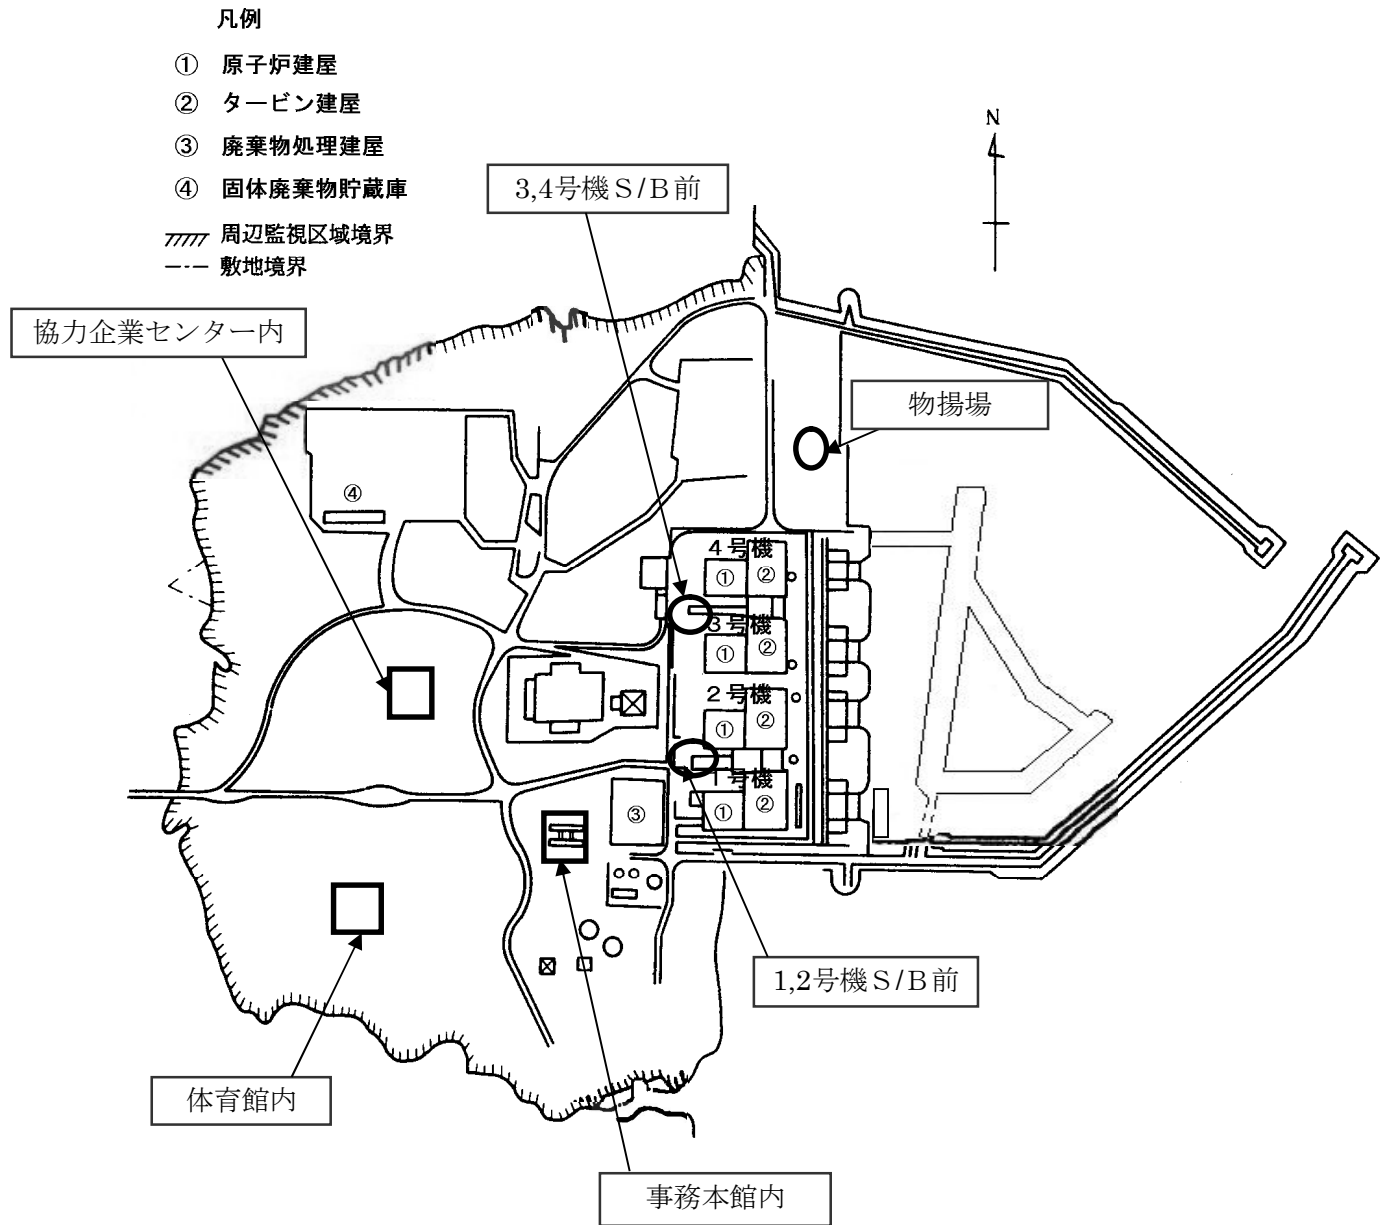 凡例
① 原子炉建屋
② タービン建屋
③ 廃棄物処理建屋
④ 固体廃棄物貯蔵庫
周辺監視区域境界
敷地境界
N
3,4号機Ｓ/Ｂ前
協力企業センター内
物揚場
④
4号機
① ②
3号機
① ②
2号機
① ②
1号機
① ②
③
1,2号機Ｓ/Ｂ前
体育館内
事務本館内